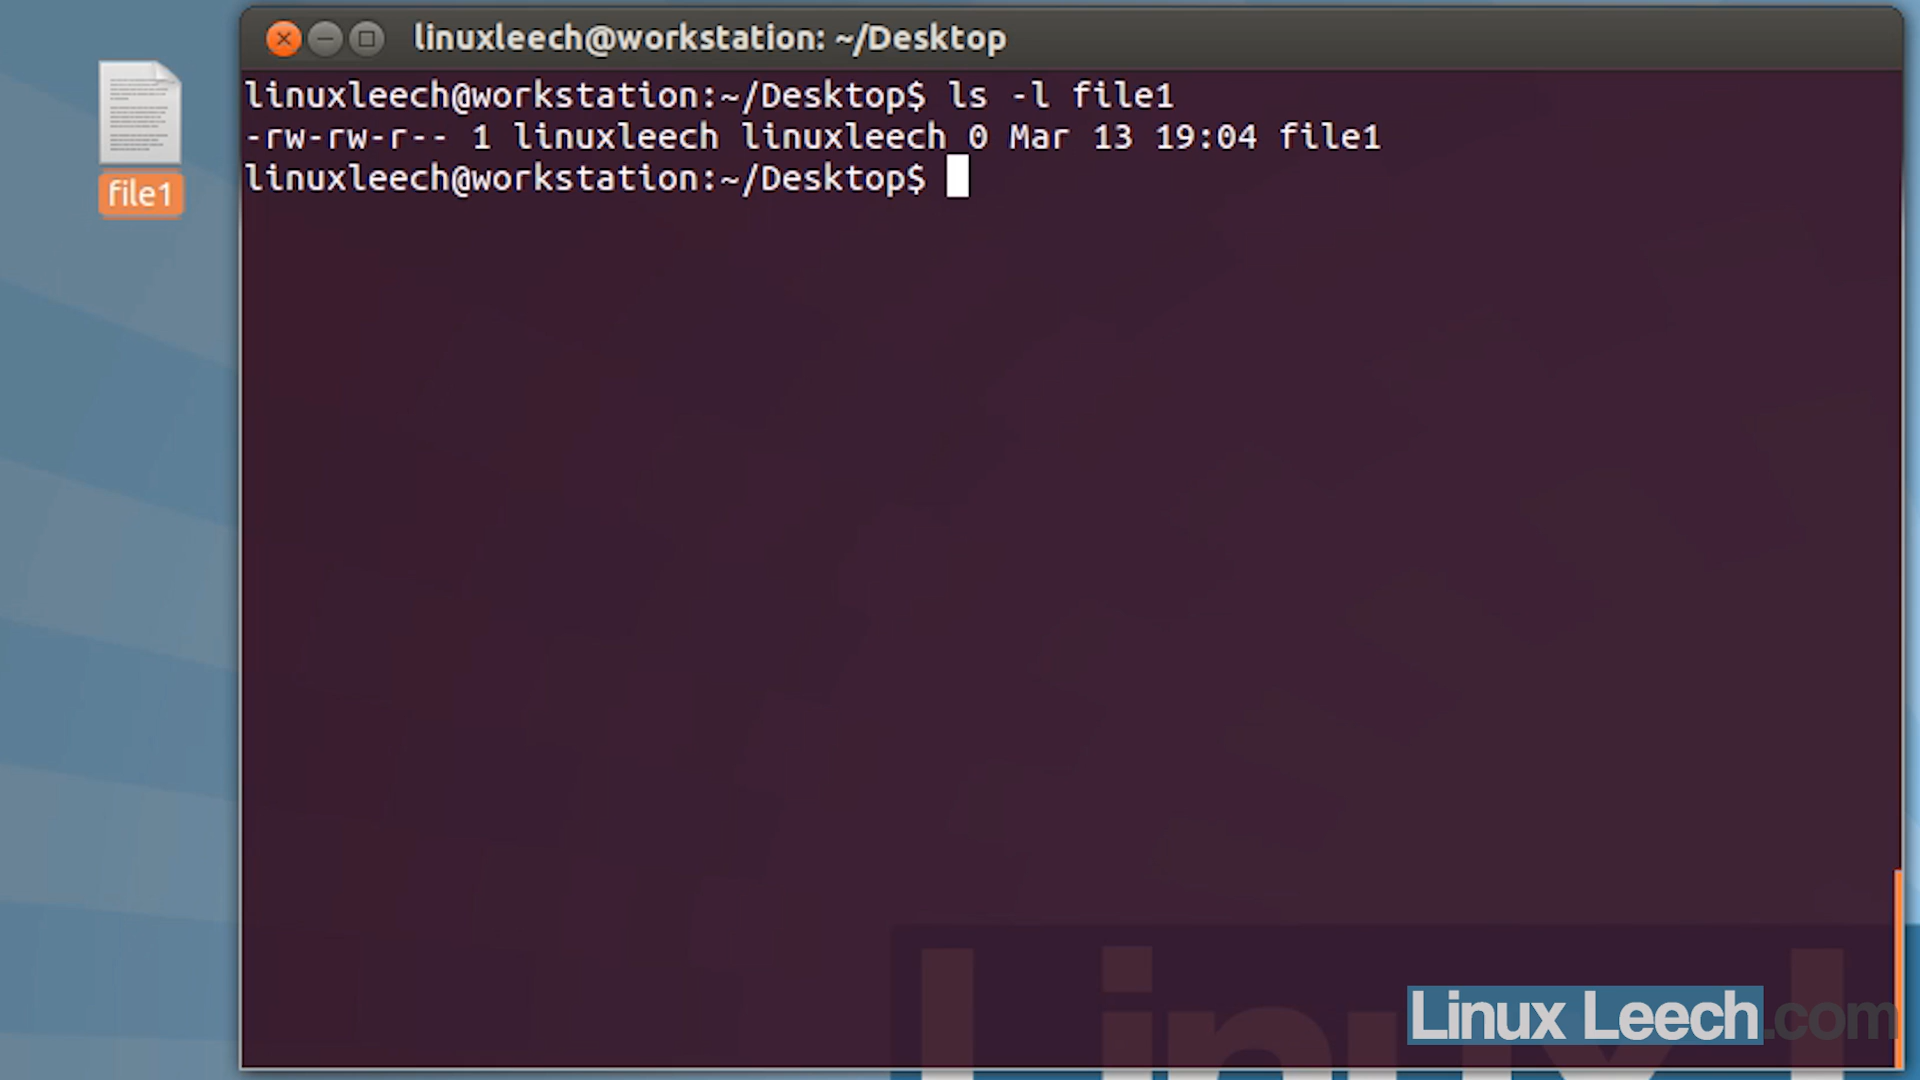 linuxleech@workstation: ~/Desktop
file1
linuxleech@workstation:~/Desktop$ ls -l file1
-rw-rw-r-- 1 linuxleech linuxleech 0 Mar 13 19:04 file1
linuxleech@workstation:~/Desktop$
Linux L
Linux Leech.com